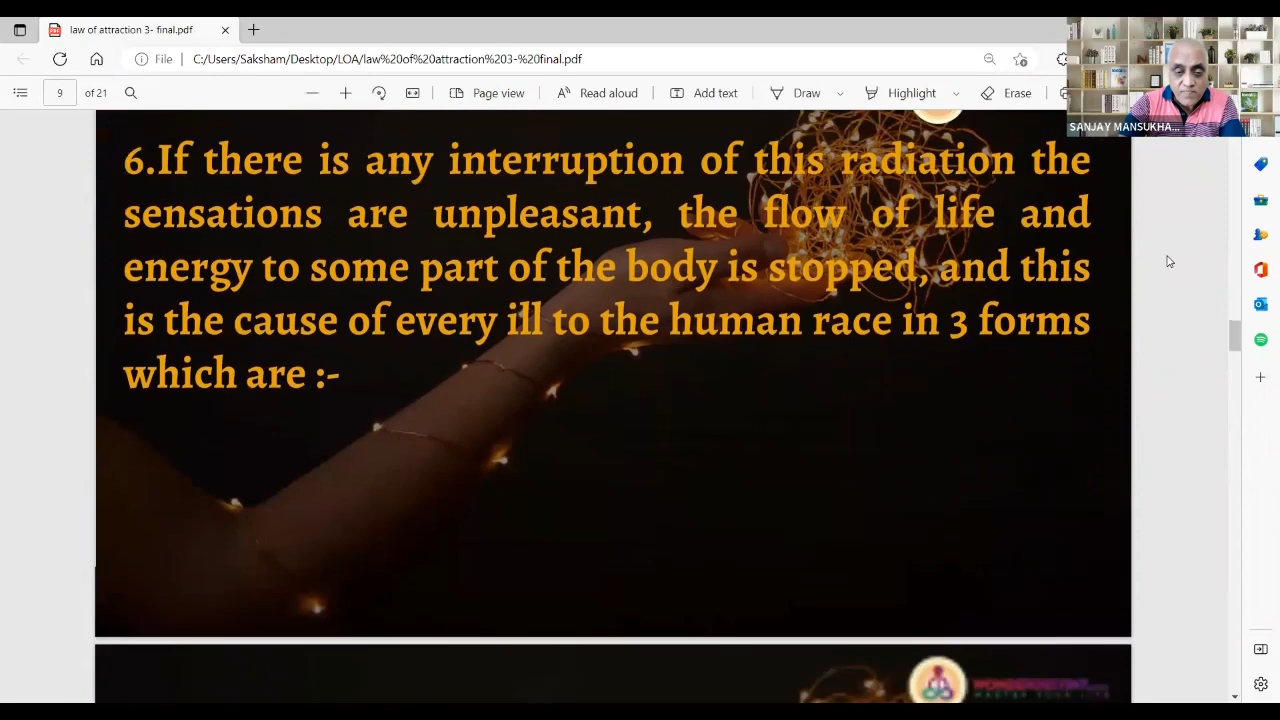 law of attraction 3- final.pdf
File
C:/Users/Saksham/Desktop/LOA/law%20of%20attraction%203-%20final.pdf
9 of 21
Page view
Read aloud
Add text
Draw
Highlight
Erase
SANJAY MANSUKHA...
6.If there is any interruption of this radiation the
sensations are unpleasant, the flow of life and
energy to some part of the body is stopped, and this
is the cause of every ill to the human race in 3 forms
which are :-
MASTER YOUR LIFE